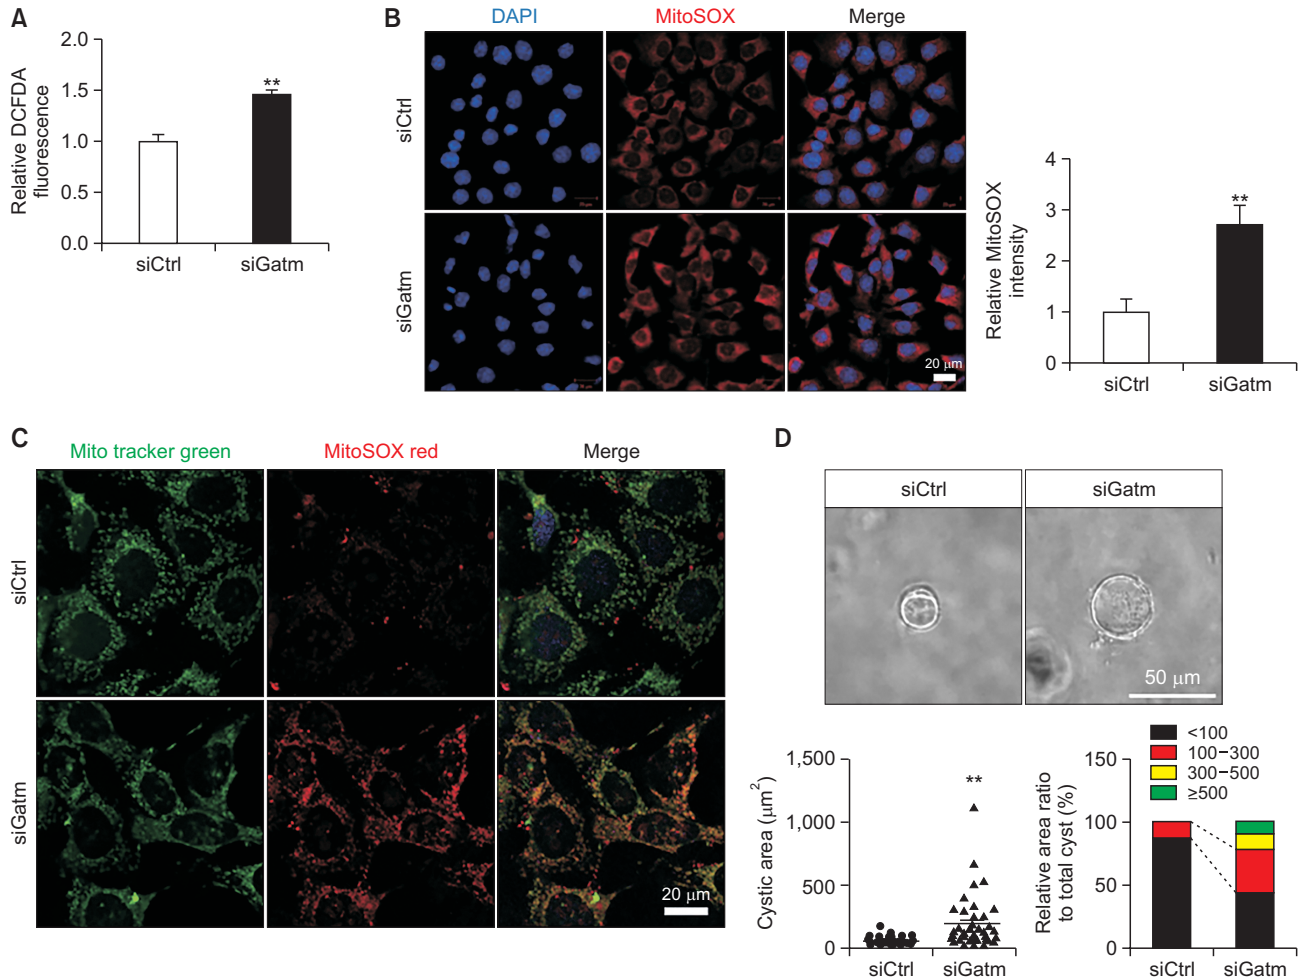 A
Relative DCFDA
fluorescence
2.0
1.5
1.0
0.5
0.0
**
siCtrl
siGatm
B
DAPI
MitoSOX
Merge
siCtrl
siGatm
20 μm
Relative MitoSOX
intensity
4
3
2
1
0
**
siCtrl
siGatm
C
Mito tracker green
MitoSOX red
Merge
siCtrl
siGatm
20 μm
D
siCtrl
siGatm
50 μm
Cystic area (μm²)
1,500
1,000
500
0
**
siCtrl
siGatm
Relative area ratio
to total cyst (%)
150
100
50
0
<100
100−300
300−500
≥500
siCtrl
siGatm